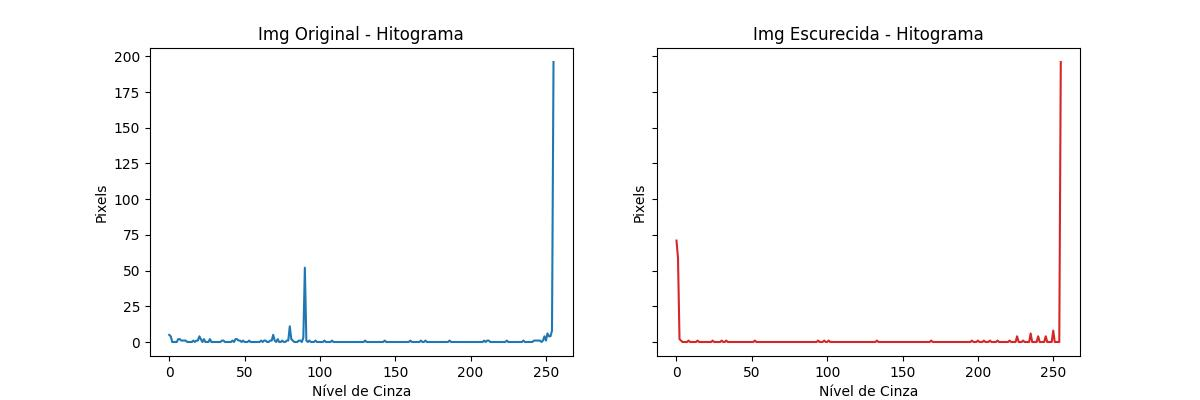 Img Original - Hitograma
Img Escurecida - Hitograma
200
175
150
125
100
75
50
25
0
Pixels
Pixels
0 50 100 150 200 250
0 50 100 150 200 250
Nível de Cinza
Nível de Cinza